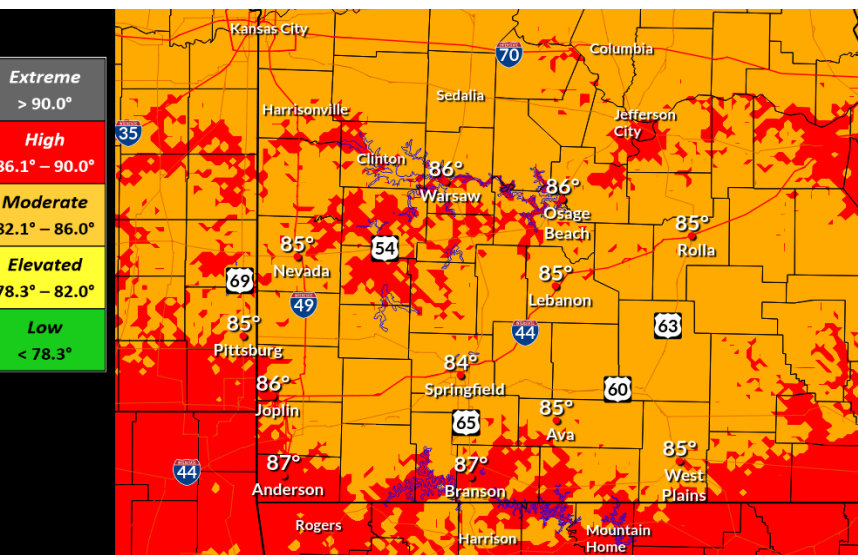 Extreme
> 90.0°
High
86.1° – 90.0°
Moderate
82.1° – 86.0°
Elevated
78.3° – 82.0°
Low
< 78.3°
Kansas City
70
Columbia
Sedalia
Harrisonville
Jefferson
City
35
Clinton
86°
Warsaw
86°
Osage
Beach
85°
Rolla
85°
Nevada
54
69
85°
Lebanon
49
63
44
85°
Pittsburg
84°
Springfield
86°
Joplin
60
65
85°
Ava
87°
Anderson
44
87°
Branson
85°
West
Plains
Rogers
Harrison
Mountain
Home